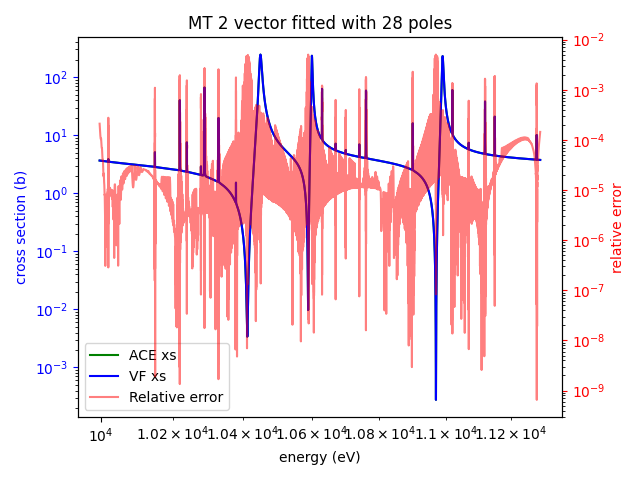 MT 2 vector fitted with 28 poles
10²
10¹
10⁰
10⁻¹
10⁻²
10⁻³
cross section (b)
10⁻²
10⁻³
10⁻⁴
10⁻⁵
10⁻⁶
10⁻⁷
10⁻⁸
10⁻⁹
relative error
ACE xs
VF xs
Relative error
10⁴ 1.02 × 10⁴ 1.04 × 10⁴ 1.06 × 10⁴ 1.08 × 10⁴ 1.1 × 10⁴ 1.12 × 10⁴
energy (eV)